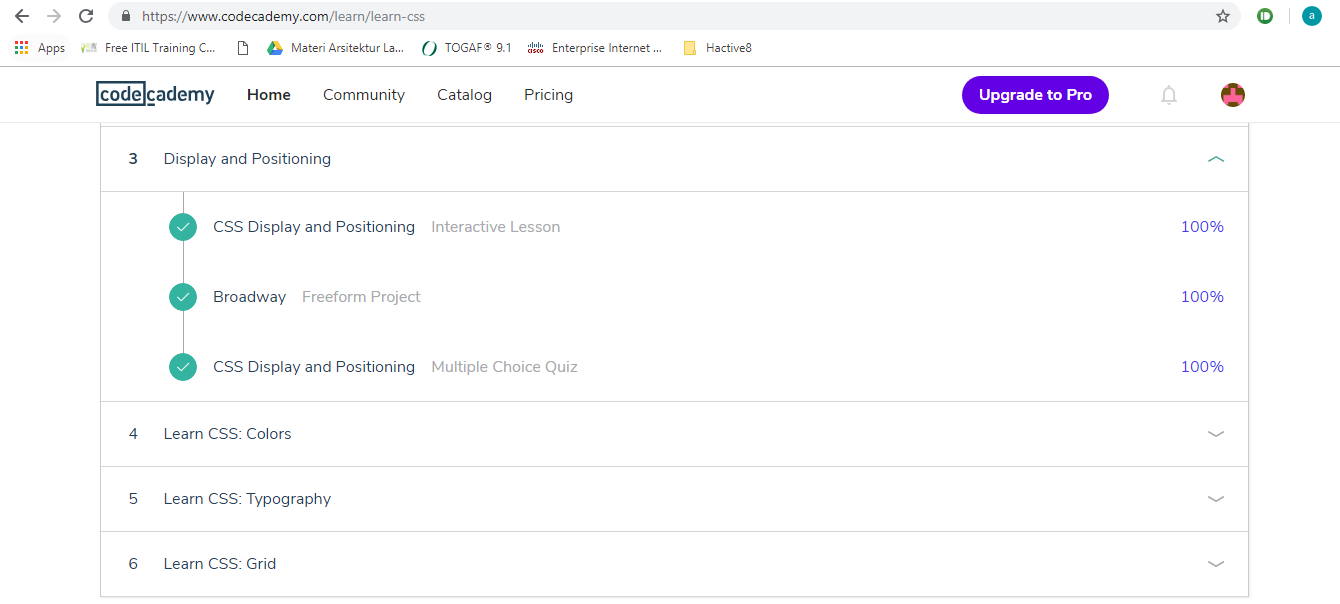 https://www.codecademy.com/learn/learn-css
a
Apps Free ITIL Training C... Materi Arsitektur La... TOGAF® 9.1 cisco Enterprise Internet ... Hactive8
codecademy Home Community Catalog Pricing Upgrade to Pro
3 Display and Positioning
CSS Display and Positioning Interactive Lesson 100%
Broadway Freeform Project 100%
CSS Display and Positioning Multiple Choice Quiz 100%
4 Learn CSS: Colors
5 Learn CSS: Typography
6 Learn CSS: Grid